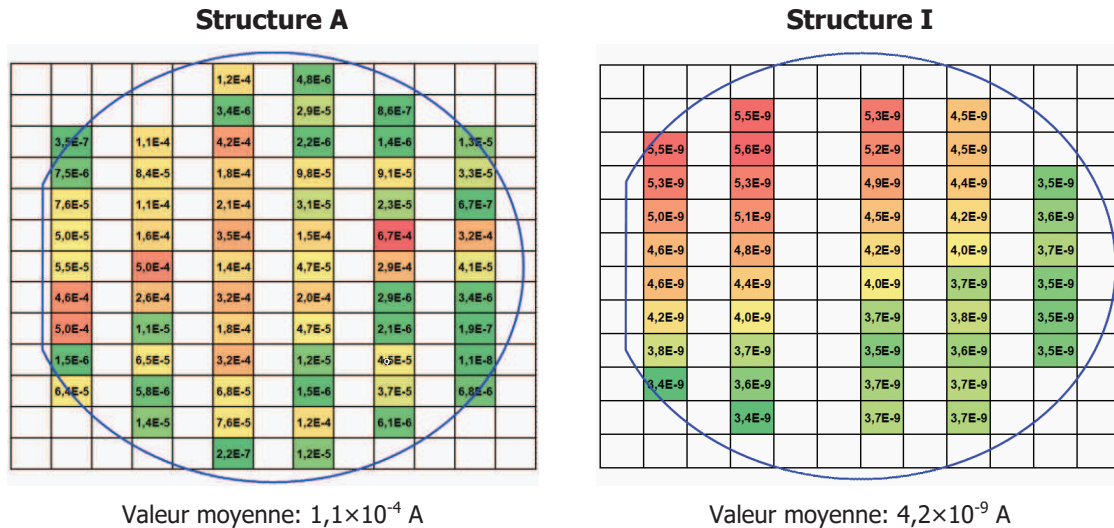 Structure A
1,2E-4 4,8E-6
3,4E-6 2,9E-5 8,6E-7
3,5E-7 1,1E-4 4,2E-4 2,2E-6 1,4E-6 1,3E-5
7,5E-6 8,4E-5 1,8E-4 9,8E-5 9,1E-5 3,3E-5
7,6E-5 1,1E-4 2,1E-4 3,1E-5 2,3E-5 6,7E-7
5,0E-5 1,6E-4 3,5E-4 1,5E-4 6,7E-4 3,2E-4
5,5E-5 5,0E-4 1,4E-4 4,7E-5 2,9E-4 4,1E-5
4,6E-4 2,6E-4 3,2E-4 2,0E-4 2,9E-6 3,4E-6
5,0E-4 1,1E-5 1,8E-4 4,7E-5 2,1E-6 1,9E-7
1,5E-6 6,5E-5 3,2E-4 1,2E-5 1,1E-8
6,4E-5 5,8E-6 6,8E-5 1,5E-6 3,7E-5 6,8E-6
1,4E-5 7,6E-5 1,2E-4 6,1E-6
2,2E-7 1,2E-5
Valeur moyenne: 1,1×10⁻⁴ A
Structure I
5,5E-9 5,3E-9 4,5E-9
5,5E-9 5,6E-9 5,2E-9 4,5E-9
5,3E-9 5,3E-9 4,9E-9 4,4E-9 3,5E-9
5,0E-9 5,1E-9 4,5E-9 4,2E-9 3,6E-9
4,6E-9 4,8E-9 4,2E-9 4,0E-9 3,7E-9
4,6E-9 4,4E-9 4,0E-9 3,7E-9 3,5E-9
4,2E-9 4,0E-9 3,7E-9 3,8E-9 3,5E-9
3,8E-9 3,7E-9 3,5E-9 3,6E-9 3,5E-9
3,4E-9 3,6E-9 3,7E-9 3,7E-9
3,4E-9 3,7E-9 3,7E-9
Valeur moyenne: 4,2×10⁻⁹ A